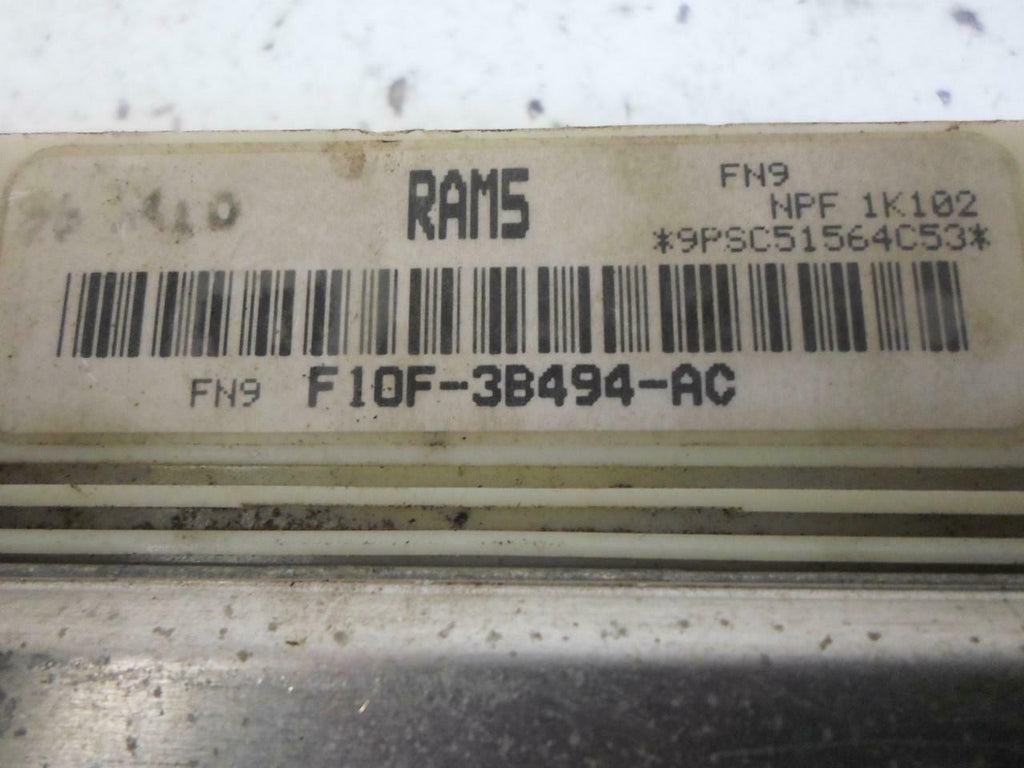 RAM5
FN9
NPF 1K102
*9PSC51564C53*
FN9 F10F-3B494-AC